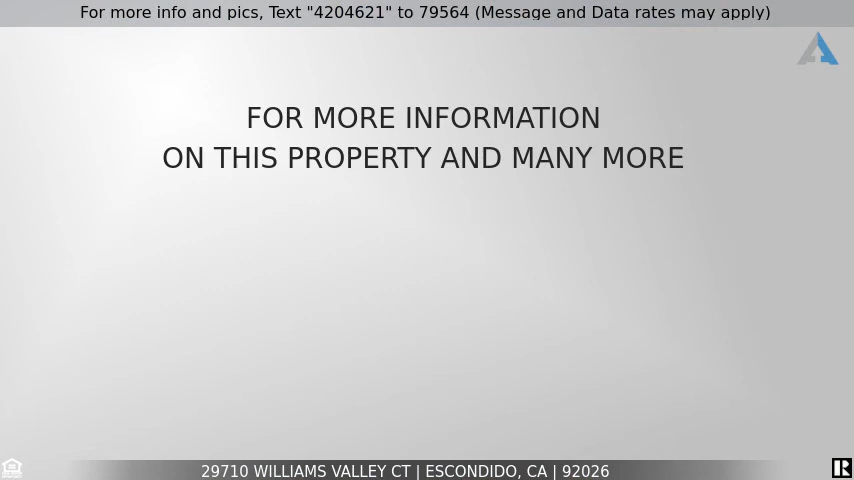 For more info and pics, Text "4204621" to 79564 (Message and Data rates may apply)
FOR MORE INFORMATION
ON THIS PROPERTY AND MANY MORE
29710 WILLIAMS VALLEY CT | ESCONDIDO, CA | 92026